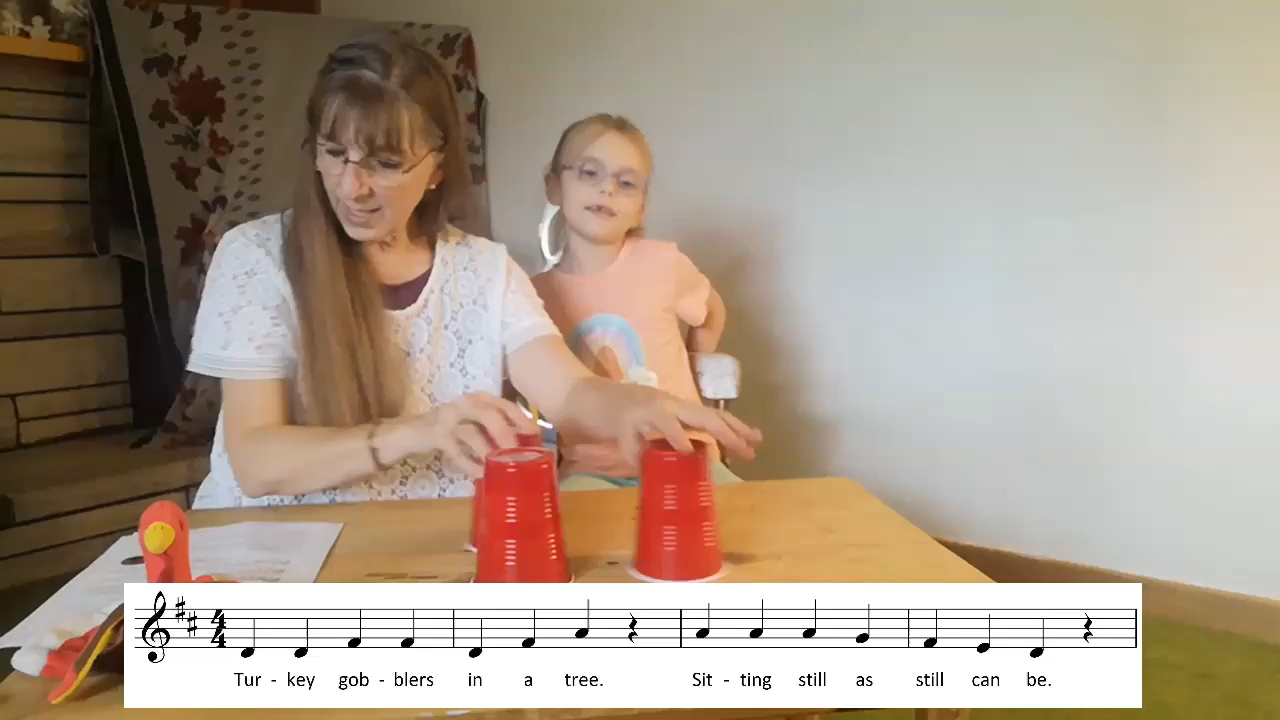 Tur - key gob - blers in a tree. Sit - ting still as still can be.